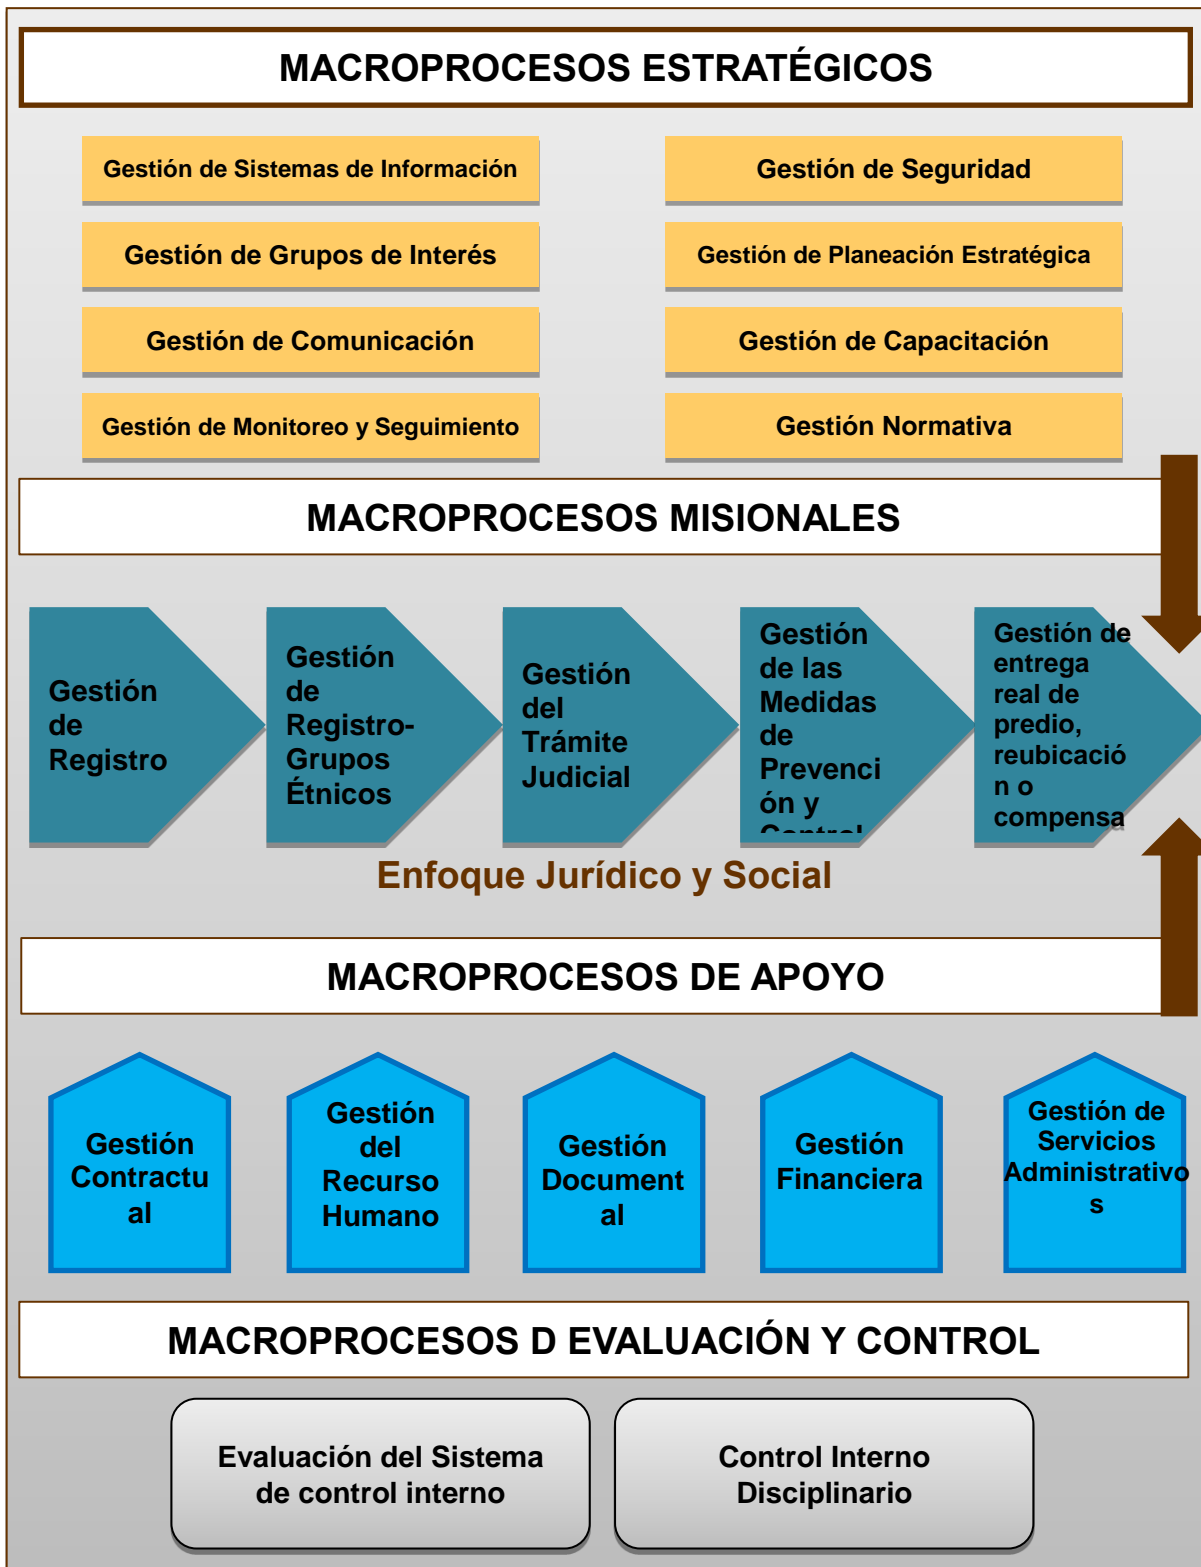 MACROPROCESOS ESTRATÉGICOS
Gestión de Sistemas de Información
Gestión de Seguridad
Gestión de Grupos de Interés
Gestión de Planeación Estratégica
Gestión de Comunicación
Gestión de Capacitación
Gestión de Monitoreo y Seguimiento
Gestión Normativa
MACROPROCESOS MISIONALES
Gestión
de
Registro
Gestión
de
Registro-
Grupos
Étnicos
Gestión
del
Trámite
Judicial
Gestión
de las
Medidas
de
Prevenci
ón y
Control
Gestión de
entrega
real de
predio,
reubicació
n o
compensa
Enfoque Jurídico y Social
MACROPROCESOS DE APOYO
Gestión
Contractu
al
Gestión
del
Recurso
Humano
Gestión
Document
al
Gestión
Financiera
Gestión de
Servicios
Administrativo
s
MACROPROCESOS D EVALUACIÓN Y CONTROL
Evaluación del Sistema
de control interno
Control Interno
Disciplinario